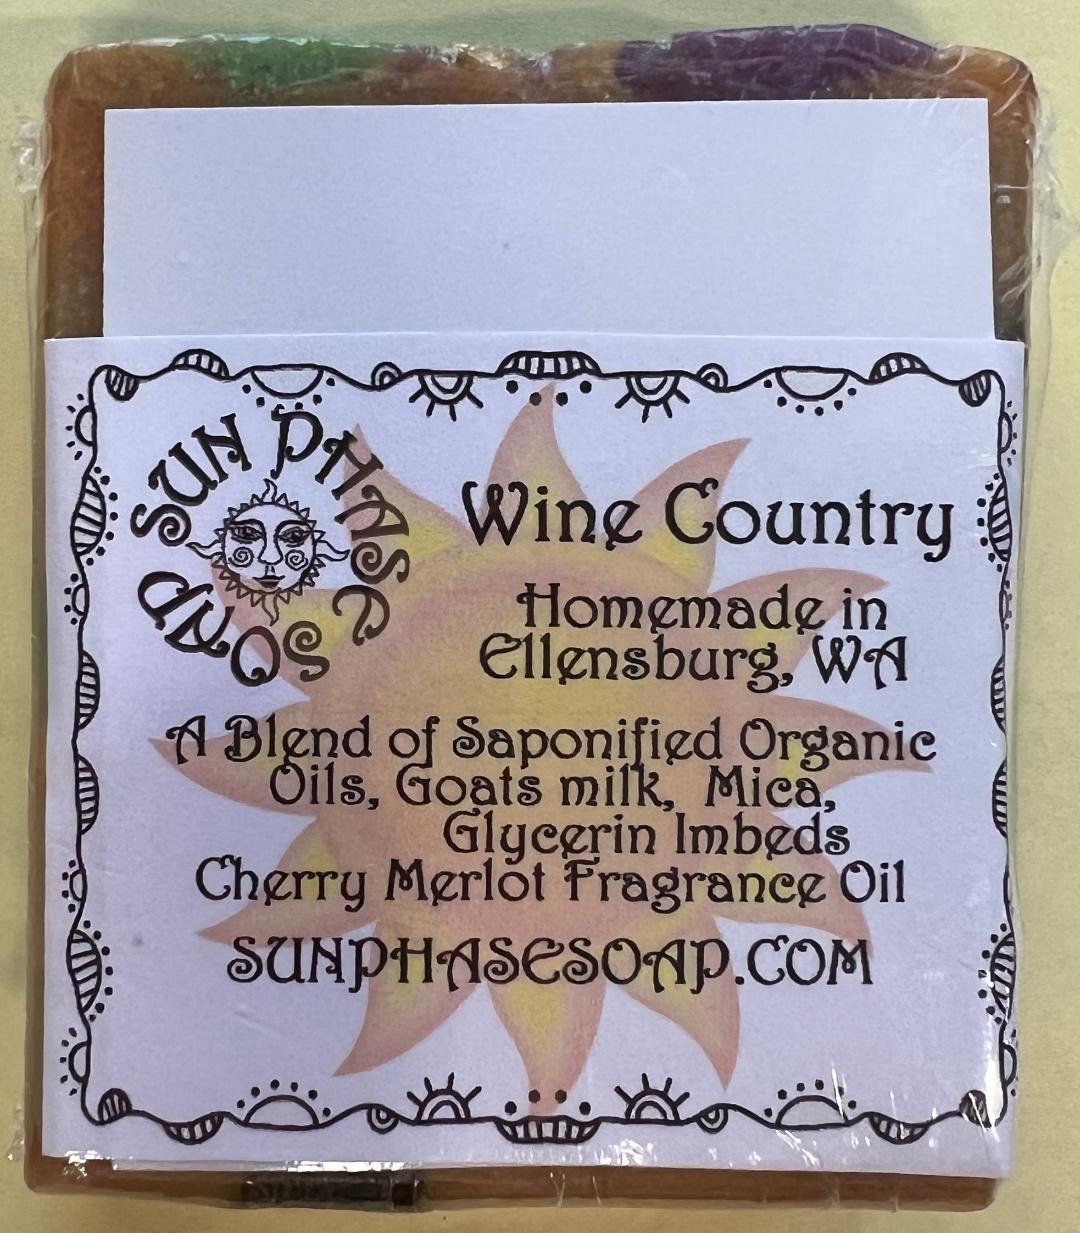 SUN PHASE SOAP
Wine Country
Homemade in
Ellensburg, WA
A Blend of Saponified Organic
Oils, Goats milk, Mica,
Glycerin Imbeds
Cherry Merlot Fragrance Oil
SUNPHASESOAP.COM